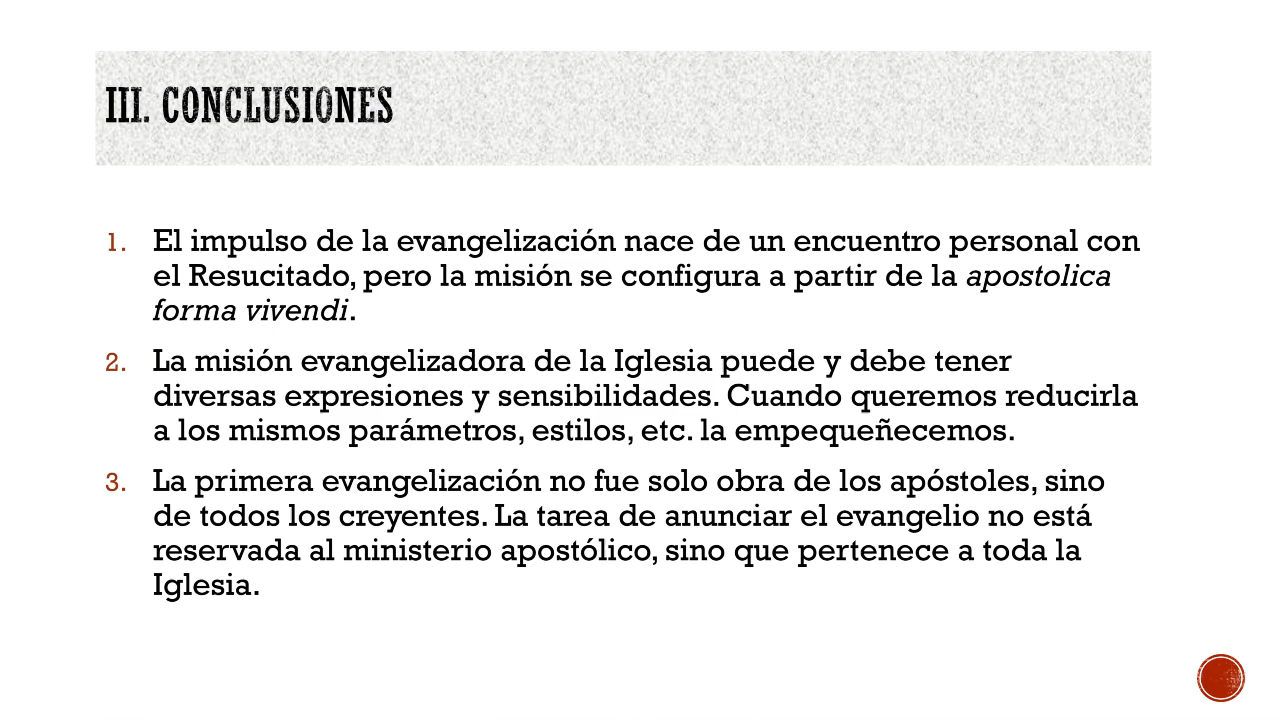 III. CONCLUSIONES
1. El impulso de la evangelización nace de un encuentro personal con
el Resucitado, pero la misión se configura a partir de la apostolica
forma vivendi.
2. La misión evangelizadora de la Iglesia puede y debe tener
diversas expresiones y sensibilidades. Cuando queremos reducirla
a los mismos parámetros, estilos, etc. la empequeñecemos.
3. La primera evangelización no fue solo obra de los apóstoles, sino
de todos los creyentes. La tarea de anunciar el evangelio no está
reservada al ministerio apostólico, sino que pertenece a toda la
Iglesia.